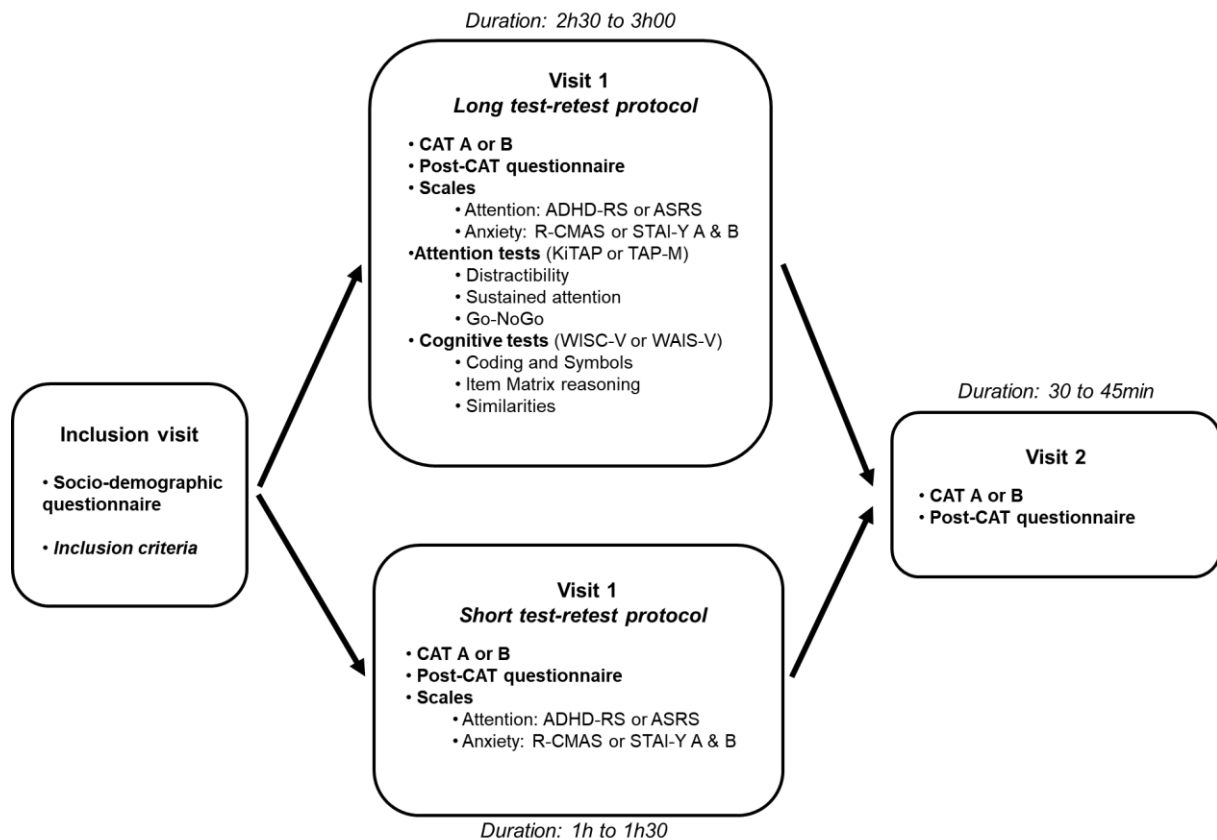 Duration: 2h30 to 3h00
Visit 1
Long test-retest protocol
• CAT A or B
• Post-CAT questionnaire
• Scales
• Attention: ADHD-RS or ASRS
• Anxiety: R-CMAS or STAI-Y A & B
•Attention tests (KiTAP or TAP-M)
• Distractibility
• Sustained attention
• Go-NoGo
• Cognitive tests (WISC-V or WAIS-V)
• Coding and Symbols
• Item Matrix reasoning
• Similarities
Inclusion visit
• Socio-demographic
questionnaire
• Inclusion criteria
Visit 1
Short test-retest protocol
• CAT A or B
• Post-CAT questionnaire
• Scales
• Attention: ADHD-RS or ASRS
• Anxiety: R-CMAS or STAI-Y A & B
Duration: 1h to 1h30
Duration: 30 to 45min
Visit 2
• CAT A or B
• Post-CAT questionnaire